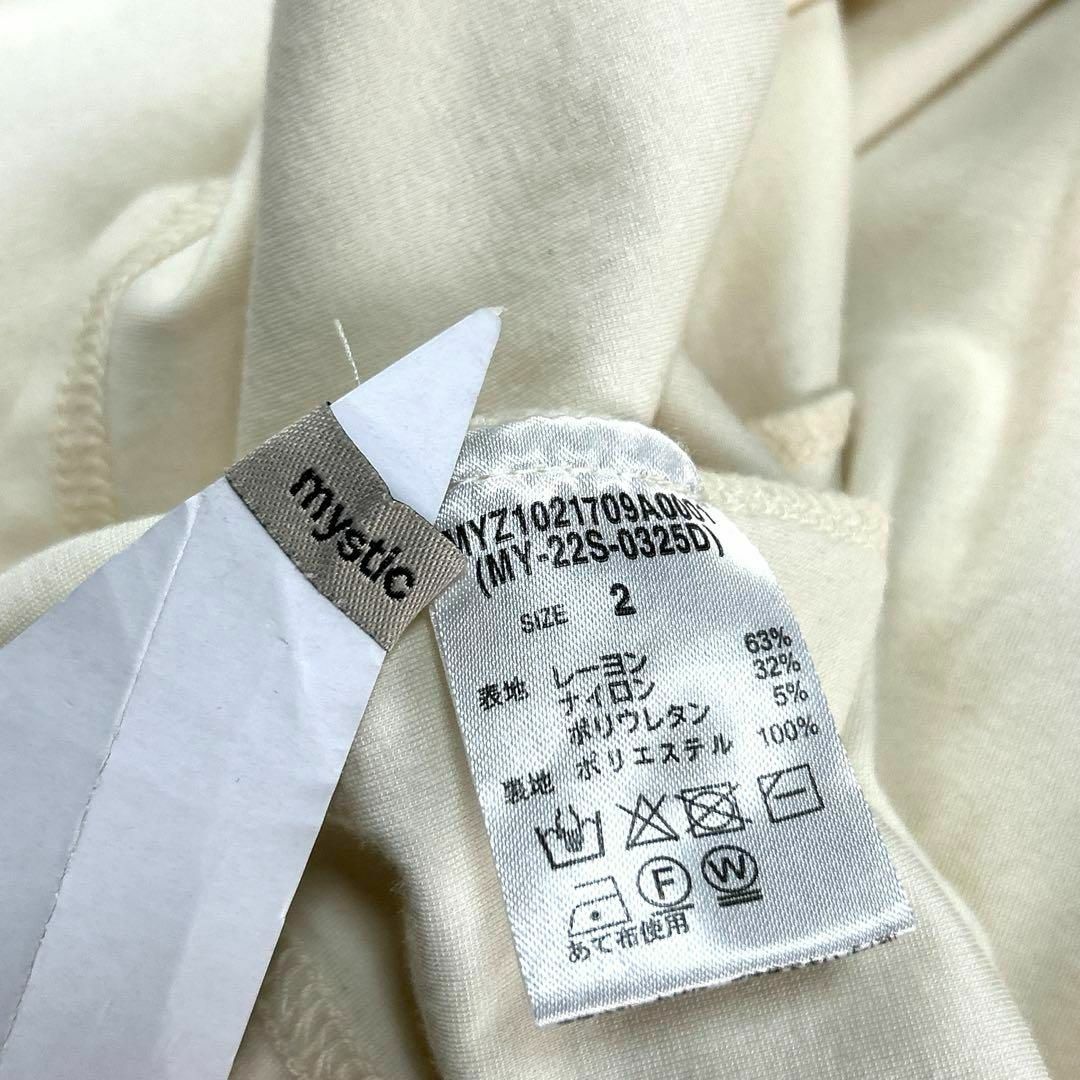 mystic
MYZ1021709A0001
(MY-22S-0325D)
SIZE 2
表地 レーヨン 63%
ナイロン 32%
ポリウレタン 5%
裏地 ポリエステル 100%
F W
あて布使用